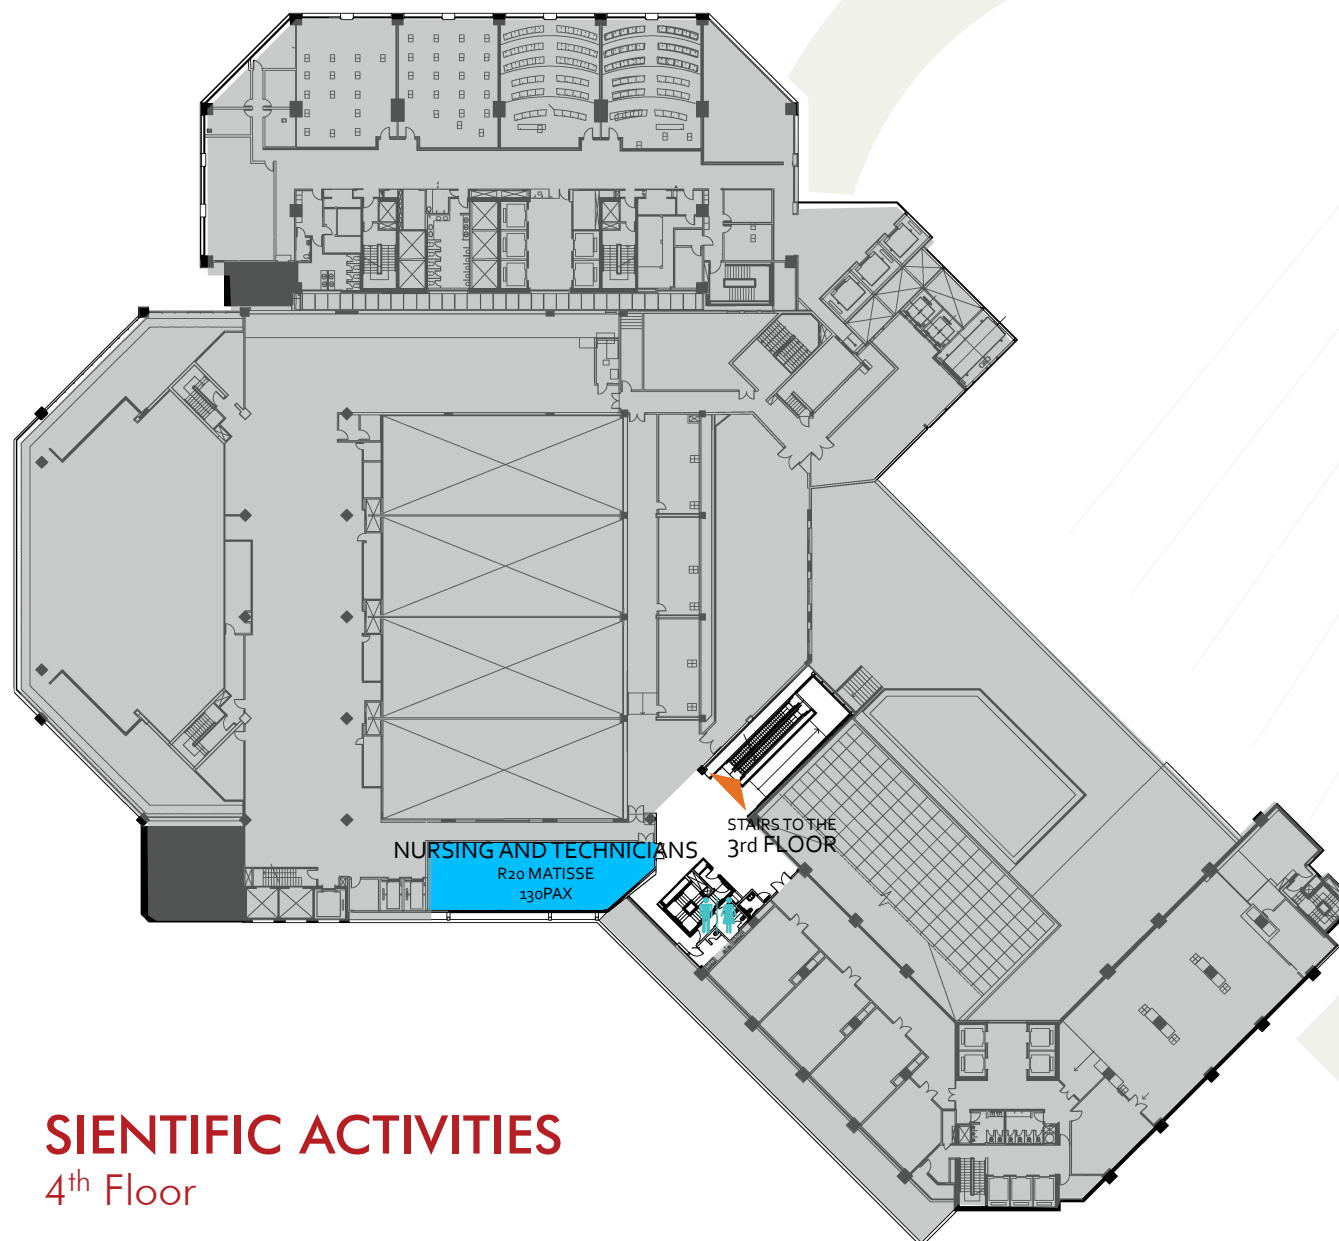 NURSING AND TECHNICIANS
R20 MATISSE
130PAX
STAIRS TO THE
3rd FLOOR
SIENTIFIC ACTIVITIES
4th Floor